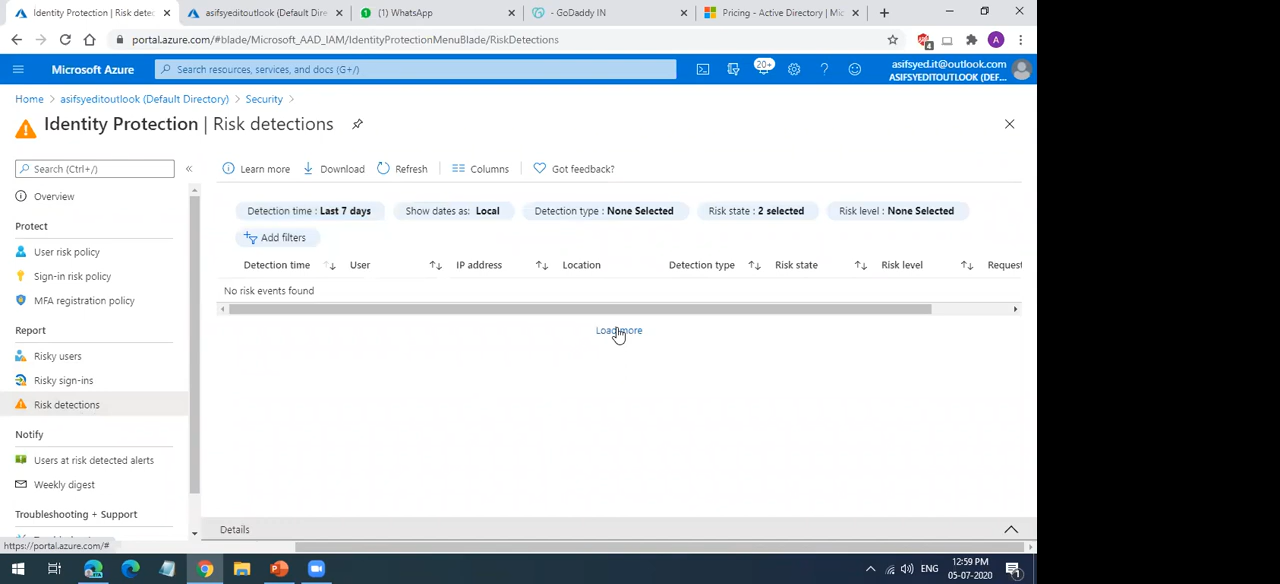 Identity Protection | Risk detec
asifsyeditoutlook (Default Dire
(1) WhatsApp
- GoDaddy IN
Pricing - Active Directory | Mic
portal.azure.com/#blade/Microsoft_AAD_IAM/IdentityProtectionMenuBlade/RiskDetections
4
A
Microsoft Azure
Search resources, services, and docs (G+/)
20+
asifsyed.it@outlook.com
ASIFSYEDITOUTLOOK (DEF...
Home > asifsyeditoutlook (Default Directory) > Security >
Identity Protection | Risk detections
Search (Ctrl+/)
«
Learn more
Download
Refresh
Columns
Got feedback?
Overview
Detection time : Last 7 days
Show dates as: Local
Detection type : None Selected
Risk state : 2 selected
Risk level : None Selected
Protect
Add filters
User risk policy
Sign-in risk policy
MFA registration policy
Detection time
User
IP address
Location
Detection type
Risk state
Risk level
Request
No risk events found
Load more
Report
Risky users
Risky sign-ins
Risk detections
Notify
Users at risk detected alerts
Weekly digest
Troubleshooting + Support
Details
https://portal.azure.com/#
ENG
12:59 PM
05-07-2020
1